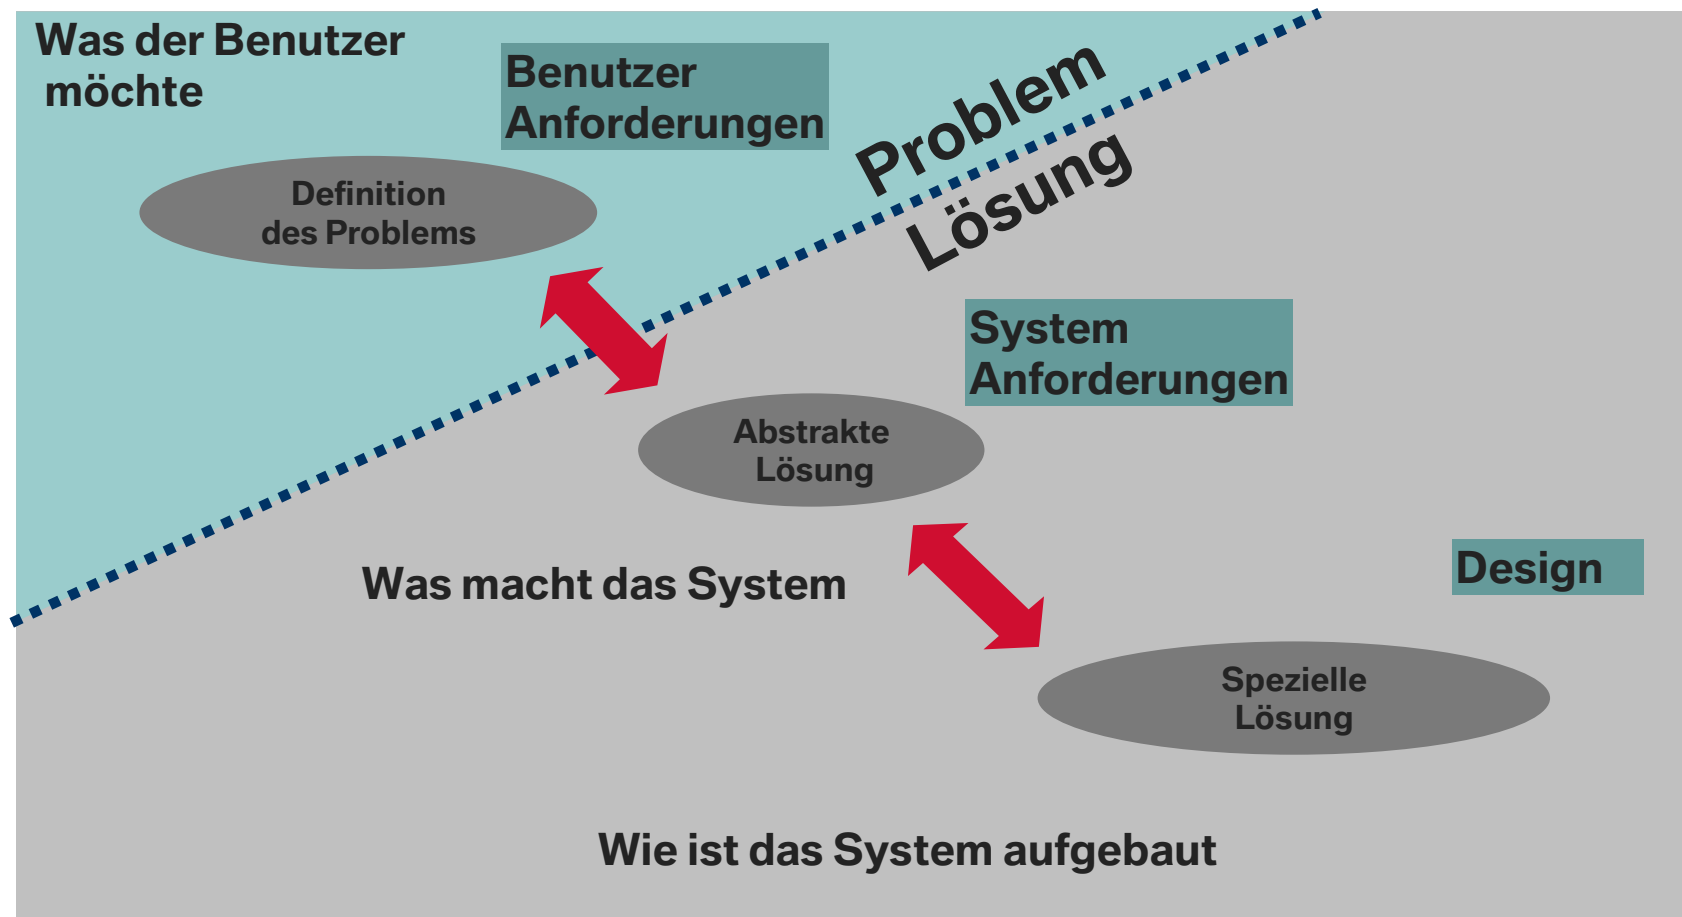 Was der Benutzer
möchte
Benutzer
Anforderungen
Problem
Lösung
Definition
des Problems
System
Anforderungen
Abstrakte
Lösung
Was macht das System
Design
Spezielle
Lösung
Wie ist das System aufgebaut